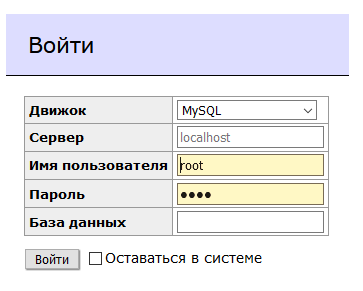 Войти
Движок MySQL
Сервер localhost
Имя пользователя root
Пароль ●●●●
База данных
Войти Оставаться в системе